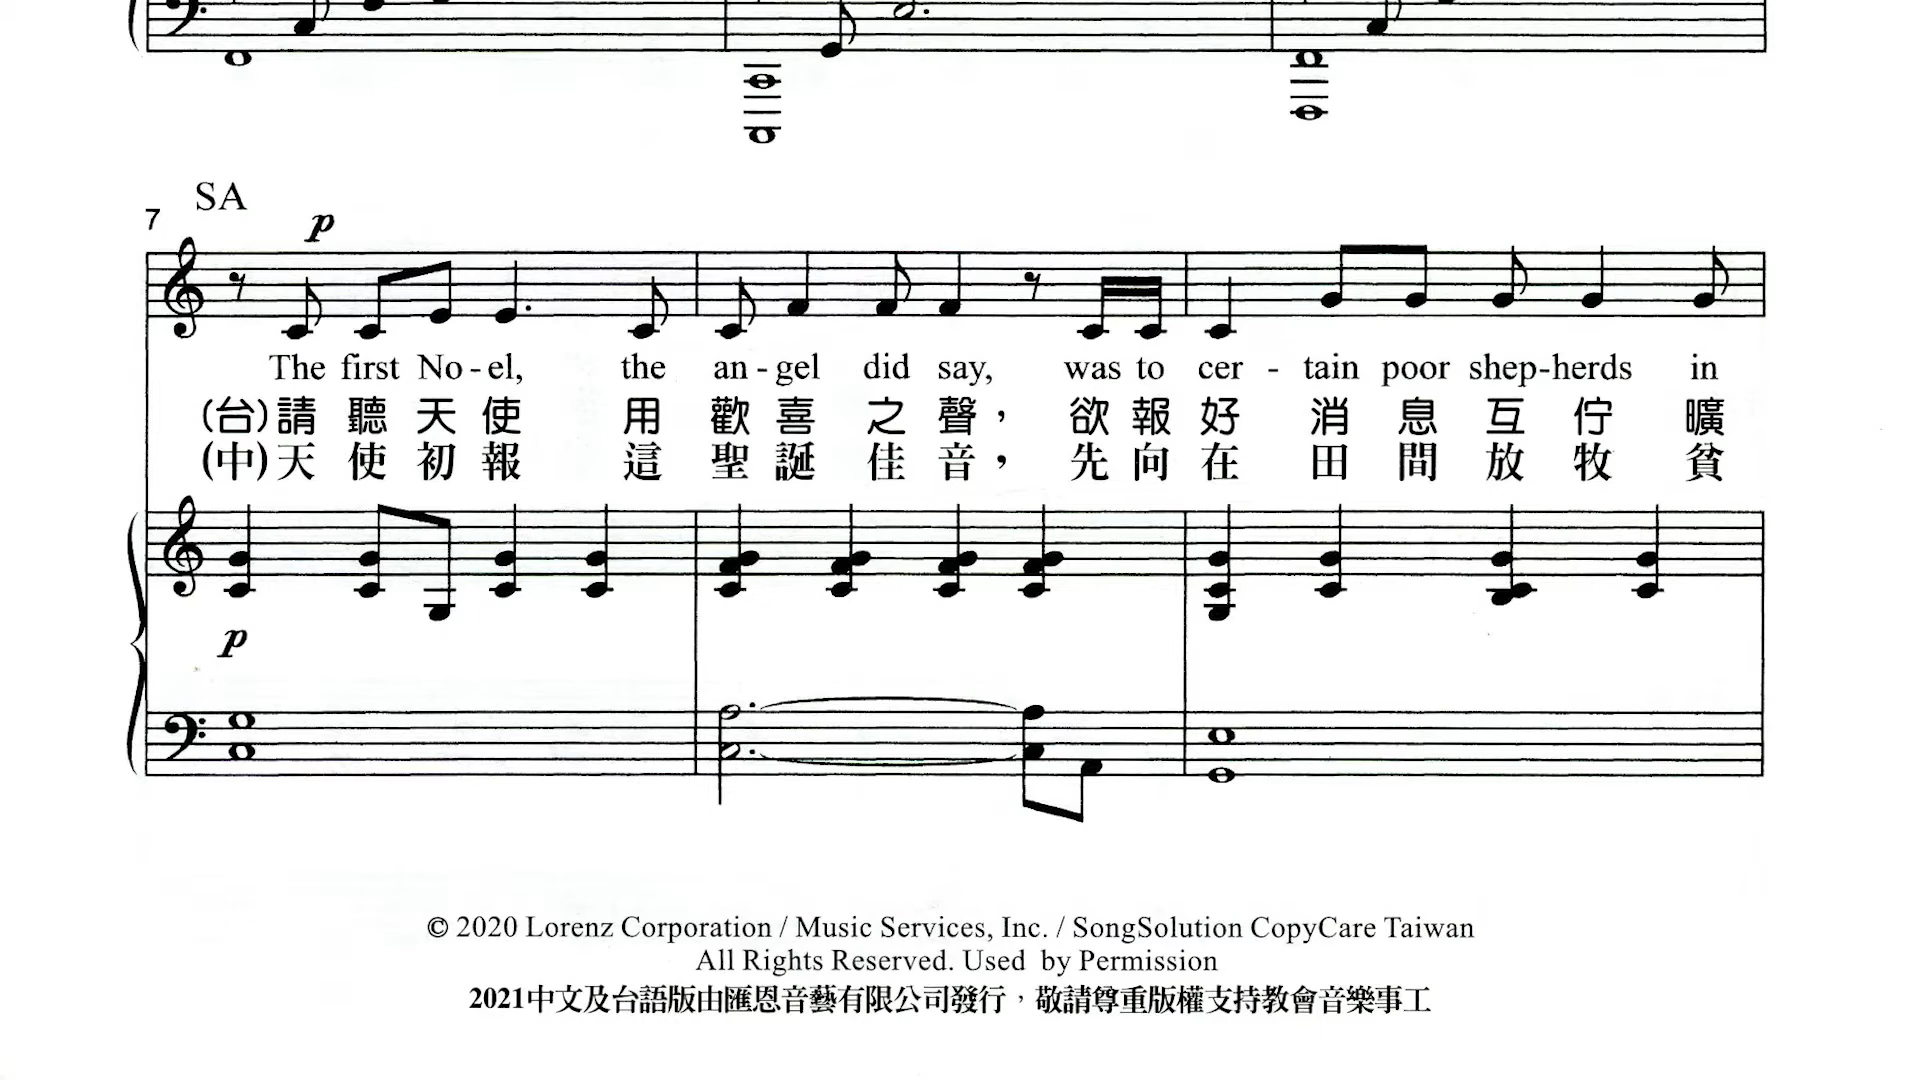 SA
7
p
The first No - el, the an - gel did say, was to cer - tain poor shep-herds in
(台)請 聽 天 使 用 歡 喜 之 聲， 欲 報 好 消 息 互 佇 曠
(中)天 使 初 報 這 聖 誕 佳 音， 先 向 在 田 間 放 牧 貧
p
© 2020 Lorenz Corporation / Music Services, Inc. / SongSolution CopyCare Taiwan
All Rights Reserved. Used by Permission
2021中文及台語版由匯恩音藝有限公司發行，敬請尊重版權支持教會音樂事工